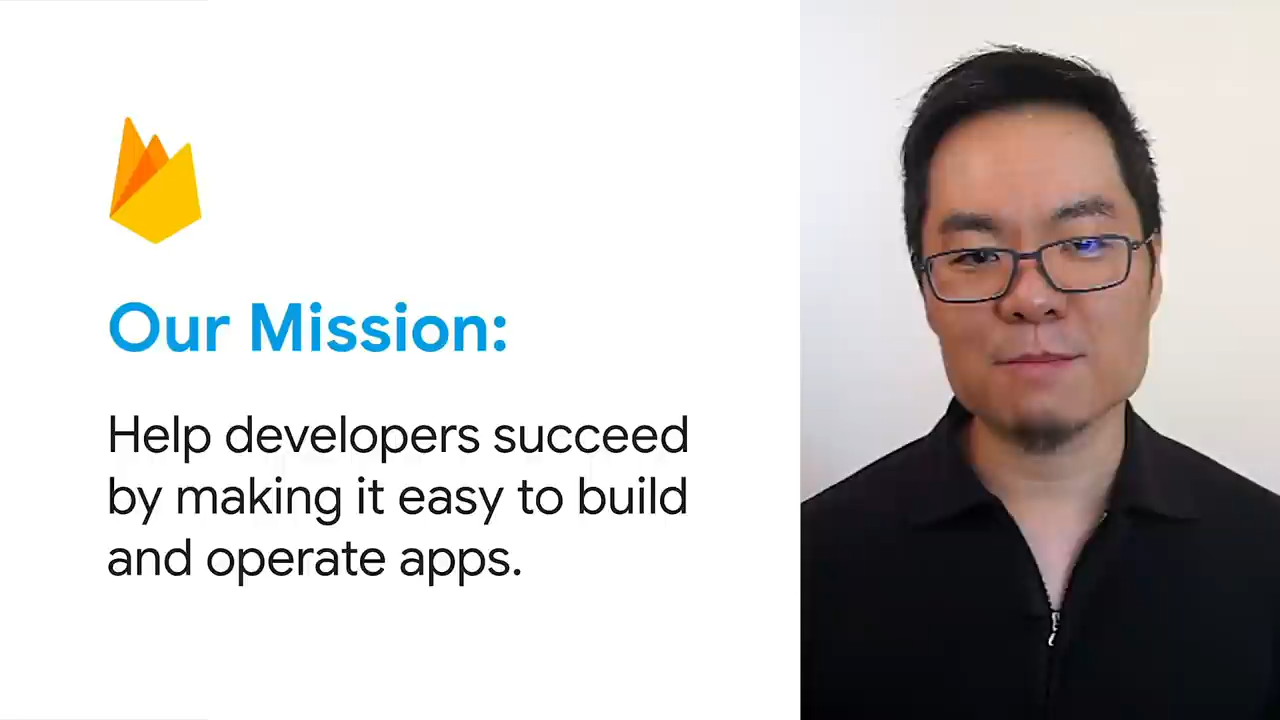 Our Mission:
Help developers succeed
by making it easy to build
and operate apps.